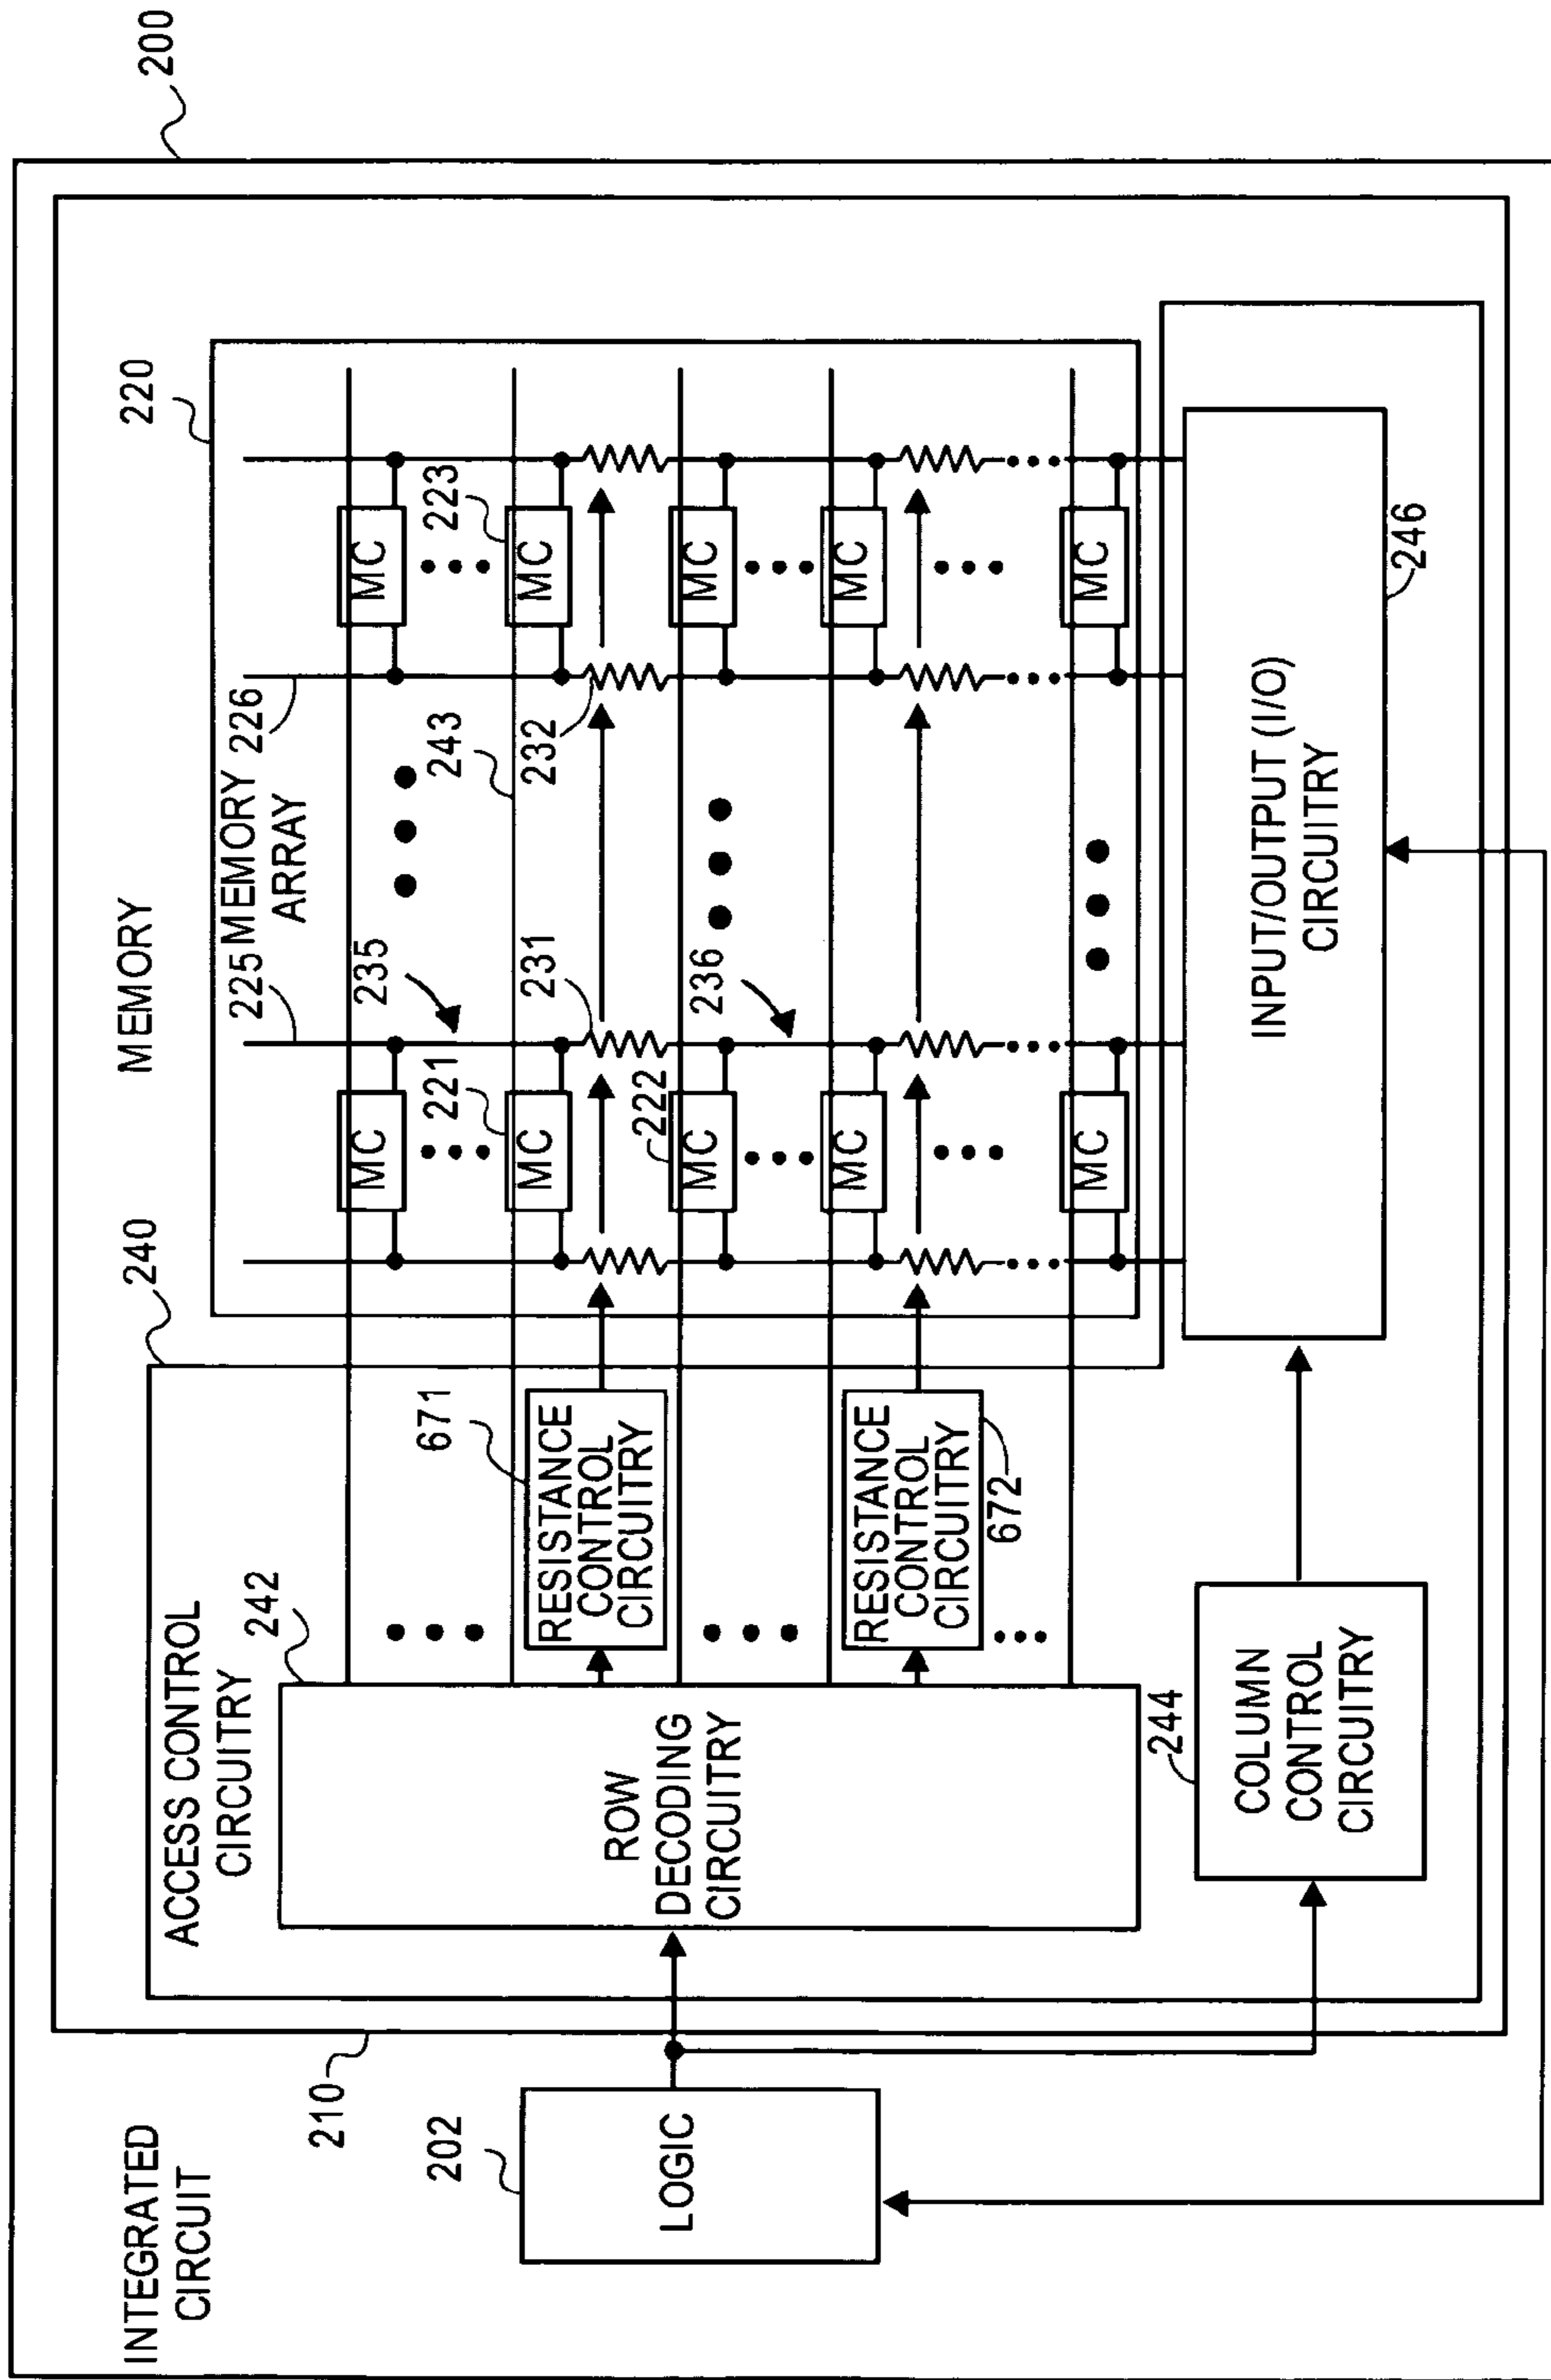 INTEGRATED
CIRCUIT
200
MEMORY
210
202
LOGIC
ACCESS CONTROL
CIRCUITRY
240
242
ROW
DECODING
CIRCUITRY
671
RESISTANCE
CONTROL
CIRCUITRY
RESISTANCE
CONTROL
CIRCUITRY
672
244
COLUMN
CONTROL
CIRCUITRY
220
225
MEMORY
ARRAY
226
235
MC
MC
221
243
MC
MC
223
231
232
222
MC
236
MC
MC
MC
MC
MC
INPUT/OUTPUT (I/O)
CIRCUITRY
246